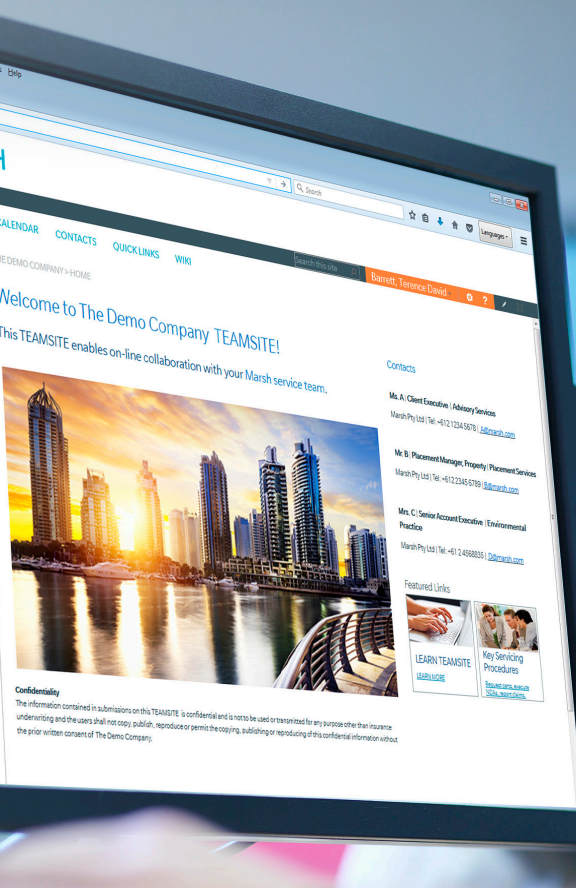 Help
Search
Languages
CALENDAR CONTACTS QUICK LINKS WIKI
Search this site
Barrett, Terence David
?
THE DEMO COMPANY > HOME
Welcome to The Demo Company TEAMSITE!
This TEAMSITE enables on-line collaboration with your Marsh service team.
Contacts
Ms. A | Client Executive | Advisory Services
Marsh Pty Ltd | Tel: +612 1234 5678 | A@marsh.com
Mr. B | Placement Manager, Property | Placement Services
Marsh Pty Ltd | Tel: +61 2 2345 6789 | B@marsh.com
Mrs. C | Senior Account Executive | Environmental
Practice
Marsh Pty Ltd | Tel: +61 2 4568835 | D@marsh.com
Featured Links
LEARN TEAMSITE
LEARN MORE
Key Servicing
Procedures
Request certs, execute
NDAs, report claims.
Confidentiality
The information contained in submissions on this TEAMSITE is confidential and is not to be used or transmitted for any purpose other than insurance
underwriting and the users shall not copy, publish, reproduce or permit the copying, publishing or reproducing of this confidential information without
the prior written consent of The Demo Company.